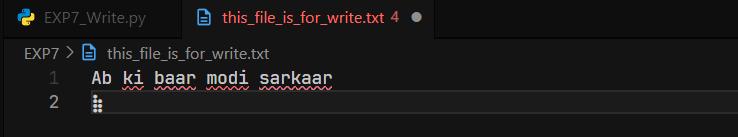 EXP7_Write.py
this_file_is_for_write.txt 4
EXP7 > this_file_is_for_write.txt
1 Ab ki baar modi sarkaar
2